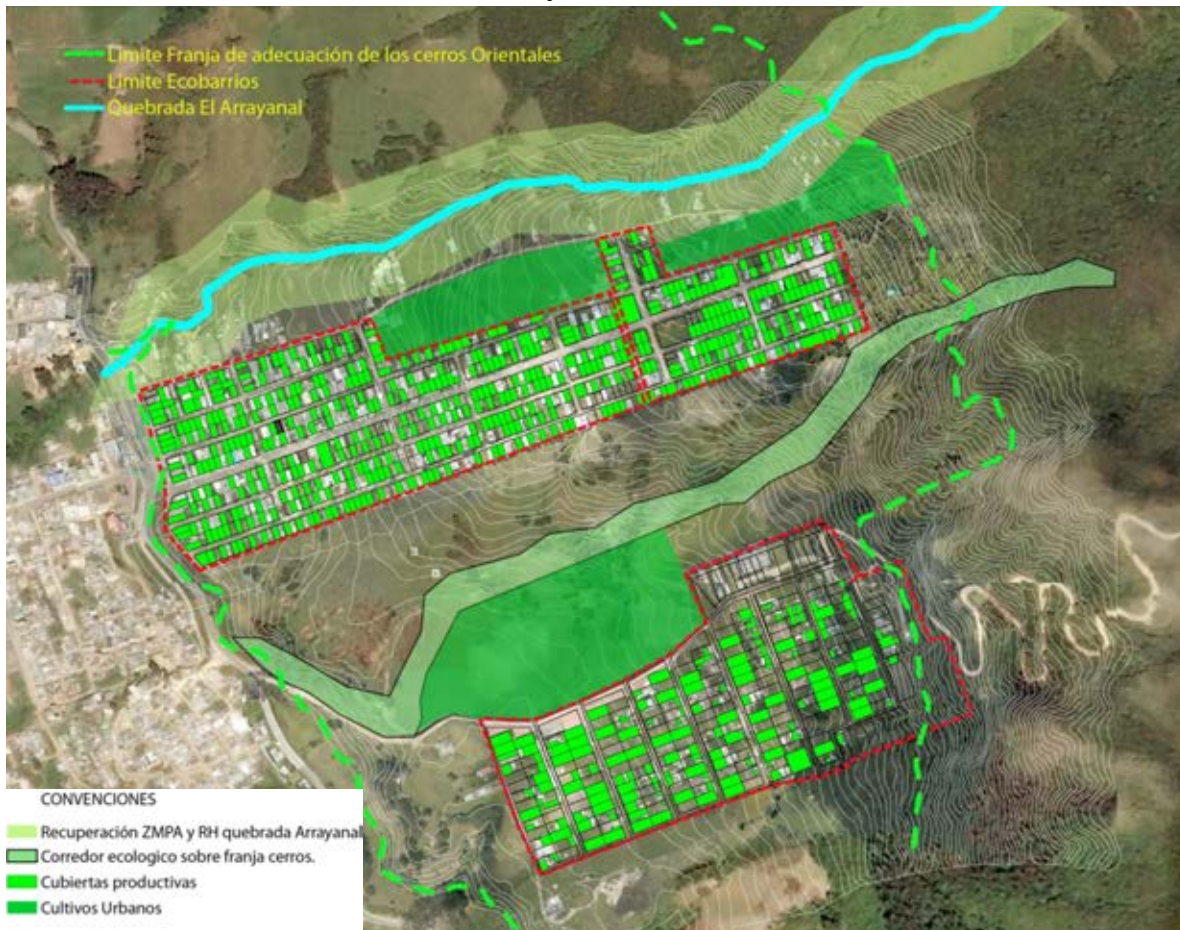 Limite Franja de adecuación de los cerros Orientales
Limite Ecobarrios
Quebrada El Arrayanal
CONVENCIONES
Recuperación ZMPA y RH quebrada Arrayanal
Corredor ecologico sobre franja cerros.
Cubiertas productivas
Cultivos Urbanos